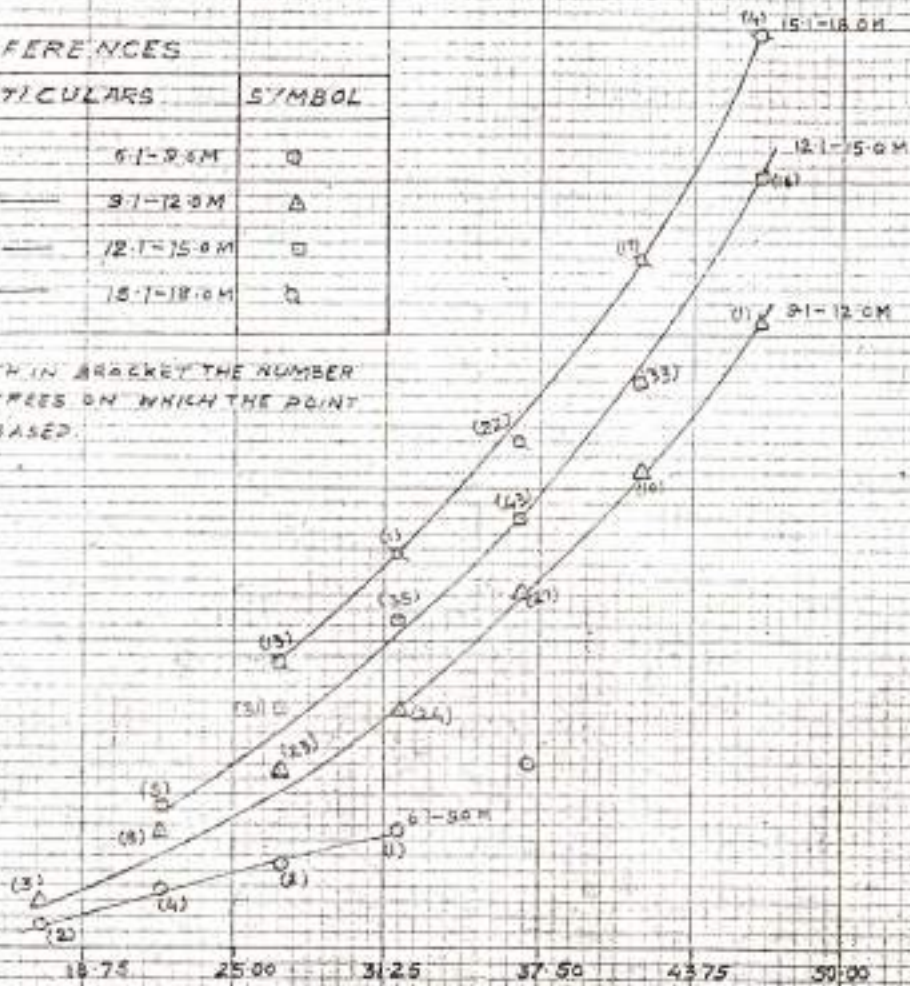 FERENCES
TICULARS SYMBOL
6.1-9.0M
9.1-12.0M
12.1-15.0M
15.1-18.0M
H IN BRACKET THE NUMBER
REES ON WHICH THE POINT
BASED.
(4) 15.1-18.0M
12.1-15.0M
(16)
(1) 9.1-12.0M
(17)
(33)
(10)
(22)
(43)
(27)
(1)
(35)
(24)
(13)
(31)
(23)
(5)
(8)
6.1-9.0M
(1)
(2)
(4)
(3)
(2)
18.75 25.00 31.25 37.50 43.75 50.00